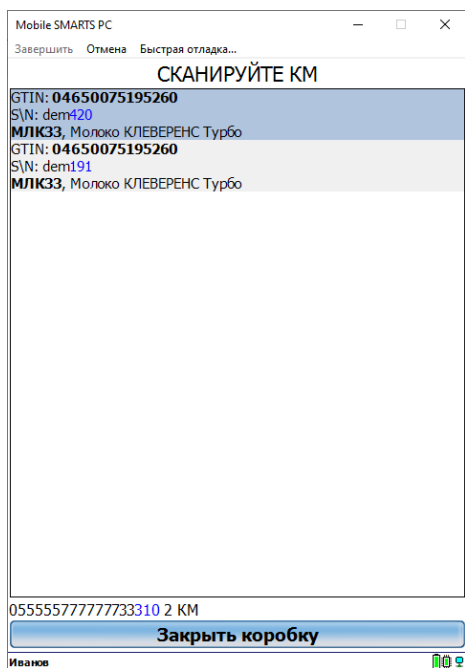 Mobile SMARTS PC
Завершить Отмена Быстрая отладка...
СКАНИРУЙТЕ КМ
GTIN: 04650075195260
S\N: dem420
МЛК33, Молоко КЛЕВЕРЕНС Турбо
GTIN: 04650075195260
S\N: dem191
МЛК33, Молоко КЛЕВЕРЕНС Турбо
055555777777733310 2 КМ
Закрыть коробку
Иванов